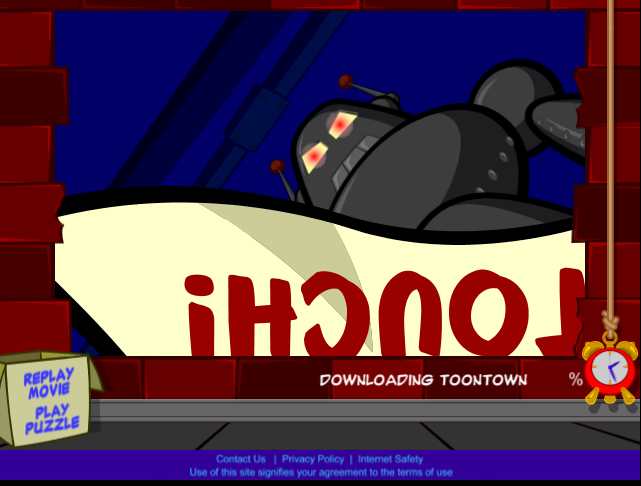 TOUCH!
DOWNLOADING TOONTOWN %
REPLAY
MOVIE
PLAY
PUZZLE
Contact Us | Privacy Policy | Internet Safety
Use of this site signifies your agreement to the terms of use